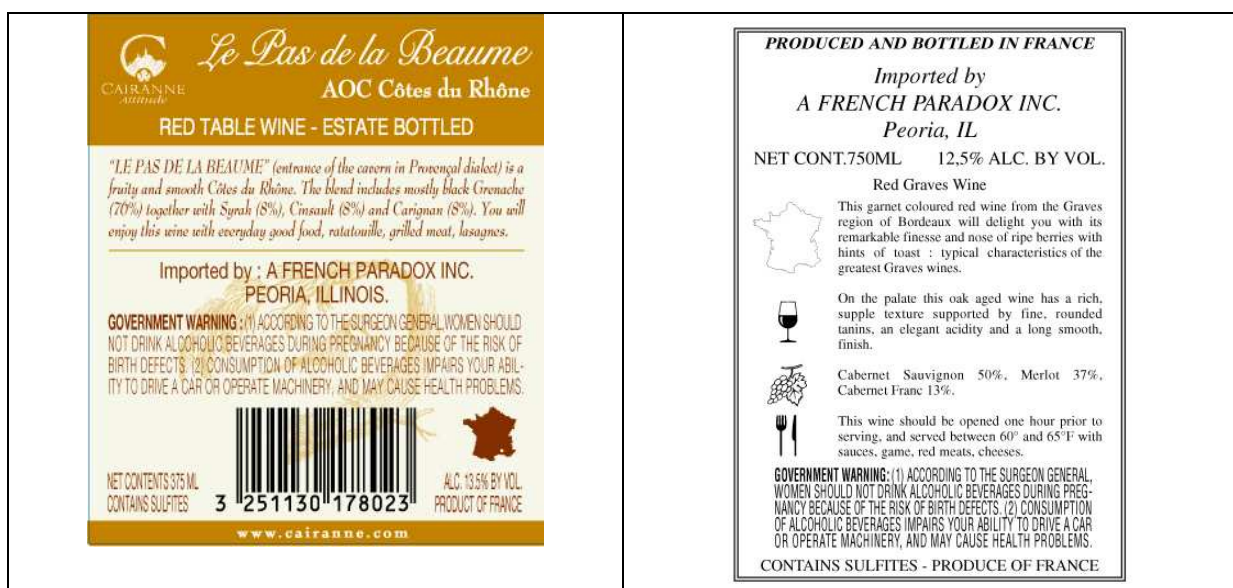 CAIRANNE
Attitude
Le Pas de la Beaume
AOC Côtes du Rhône
RED TABLE WINE - ESTATE BOTTLED
"LE PAS DE LA BEAUME" (entrance of the cavern in Provençal dialect) is a
fruity and smooth Côtes du Rhône. The blend includes mostly black Grenache
(76%) together with Syrah (8%), Cinsault (8%) and Carignan (8%). You will
enjoy this wine with everyday good food, ratatouille, grilled meat, lasagnes.
Imported by : A FRENCH PARADOX INC.
PEORIA, ILLINOIS.
GOVERNMENT WARNING : (1) ACCORDING TO THE SURGEON GENERAL,WOMEN SHOULD
NOT DRINK ALCOHOLIC BEVERAGES DURING PREGNANCY BECAUSE OF THE RISK OF
BIRTH DEFECTS. (2) CONSUMPTION OF ALCOHOLIC BEVERAGES IMPAIRS YOUR ABIL-
ITY TO DRIVE A CAR OR OPERATE MACHINERY, AND MAY CAUSE HEALTH PROBLEMS.
NET CONTENTS 375 ML
CONTAINS SULFITES
3 251130 178023
ALC. 13.5% BY VOL.
PRODUCT OF FRANCE
www.cairanne.com
PRODUCED AND BOTTLED IN FRANCE
Imported by
A FRENCH PARADOX INC.
Peoria, IL
NET CONT.750ML 12,5% ALC. BY VOL.
Red Graves Wine
This garnet coloured red wine from the Graves
region of Bordeaux will delight you with its
remarkable finesse and nose of ripe berries with
hints of toast : typical characteristics of the
greatest Graves wines.
On the palate this oak aged wine has a rich,
supple texture supported by fine, rounded
tanins, an elegant acidity and a long smooth,
finish.
Cabernet Sauvignon 50%, Merlot 37%,
Cabernet Franc 13%.
This wine should be opened one hour prior to
serving, and served between 60° and 65°F with
sauces, game, red meats, cheeses.
GOVERNMENT WARNING: (1) ACCORDING TO THE SURGEON GENERAL,
WOMEN SHOULD NOT DRINK ALCOHOLIC BEVERAGES DURING PREG-
NANCY BECAUSE OF THE RISK OF BIRTH DEFECTS. (2) CONSUMPTION
OF ALCOHOLIC BEVERAGES IMPAIRS YOUR ABILITY TO DRIVE A CAR
OR OPERATE MACHINERY, AND MAY CAUSE HEALTH PROBLEMS.
CONTAINS SULFITES - PRODUCE OF FRANCE